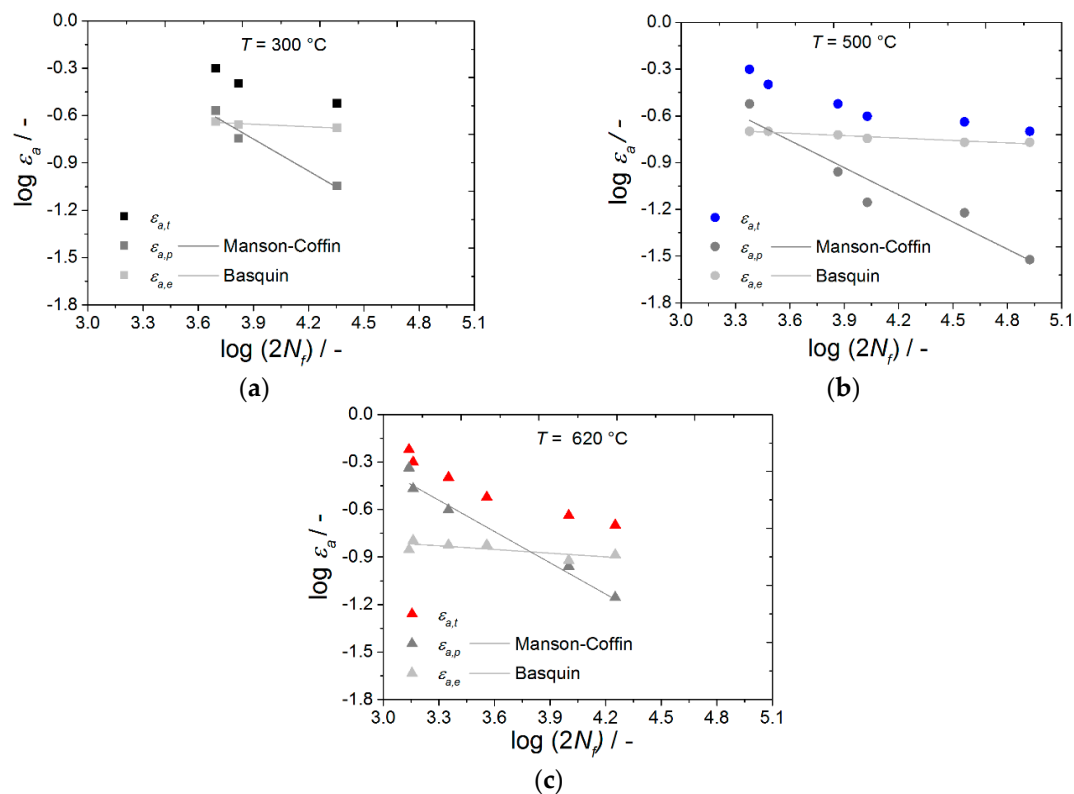 0.0
-0.3
-0.6
-0.9
-1.2
-1.5
-1.8
log εa / -
T = 300 °C
εa,t
εa,p Manson-Coffin
εa,e Basquin
3.0 3.3 3.6 3.9 4.2 4.5 4.8 5.1
log (2Nf) / -
(a)
0.0
-0.3
-0.6
-0.9
-1.2
-1.5
-1.8
log εa/ -
T = 500 °C
εa,t
εa,p Manson-Coffin
εa,e Basquin
3.0 3.3 3.6 3.9 4.2 4.5 4.8 5.1
log (2Nf) / -
(b)
0.0
-0.3
-0.6
-0.9
-1.2
-1.5
-1.8
log εa/ -
T = 620 °C
εa,t
εa,p Manson-Coffin
εa,e Basquin
3.0 3.3 3.6 3.9 4.2 4.5 4.8 5.1
log (2Nf) / -
(c)